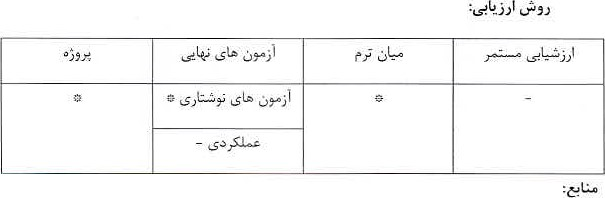 روش ارزیابی:
ارزشیابی مستمر میان ترم آزمون های نهایی پروژه
- * آزمون های نوشتاری * *
عملکردی -
منابع: